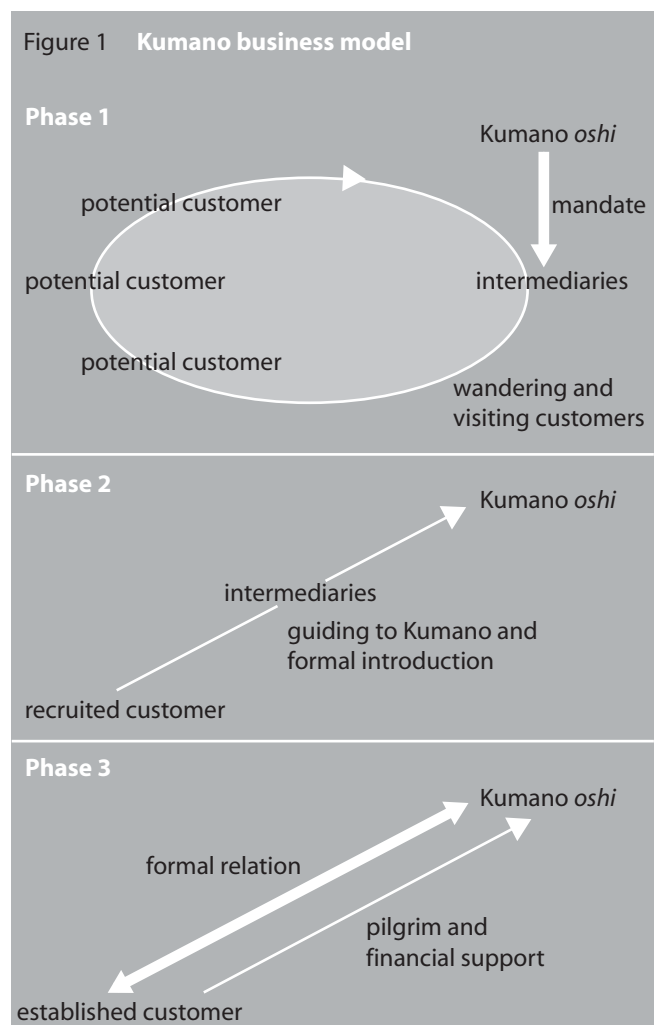 Figure 1 Kumano business model
Phase 1
Kumano oshi
potential customer
mandate
potential customer
intermediaries
potential customer
wandering and
visiting customers
Phase 2
Kumano oshi
intermediaries
guiding to Kumano and
formal introduction
recruited customer
Phase 3
Kumano oshi
formal relation
pilgrim and
financial support
established customer